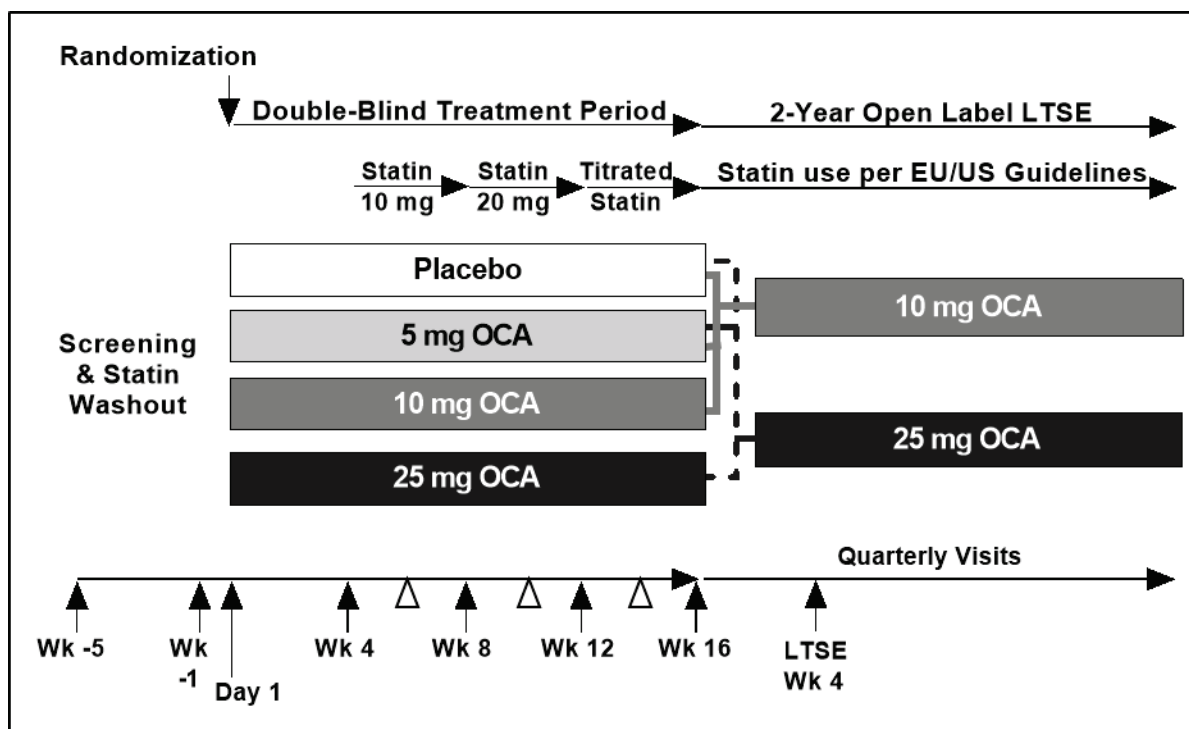 Randomization
Double-Blind Treatment Period
2-Year Open Label LTSE
Statin
10 mg
Statin
20 mg
Titrated
Statin
Statin use per EU/US Guidelines
Placebo
5 mg OCA
10 mg OCA
25 mg OCA
Screening
& Statin
Washout
10 mg OCA
25 mg OCA
Quarterly Visits
Wk -5
Wk
-1
Day 1
Wk 4
Wk 8
Wk 12
Wk 16
LTSE
Wk 4